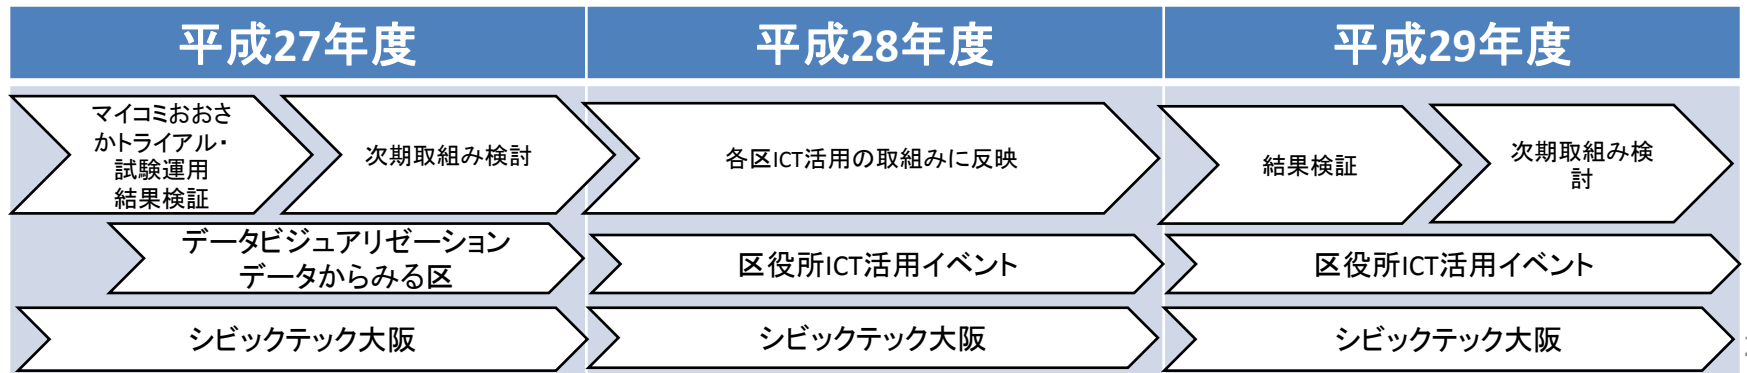 平成27年度
平成28年度
平成29年度
マイコミおおさ
かトライアル・
試験運用
結果検証
次期取組み検討
各区ICT活用の取組みに反映
結果検証
次期取組み検
討
データビジュアリゼーション
データからみる区
区役所ICT活用イベント
区役所ICT活用イベント
シビックテック大阪
シビックテック大阪
シビックテック大阪